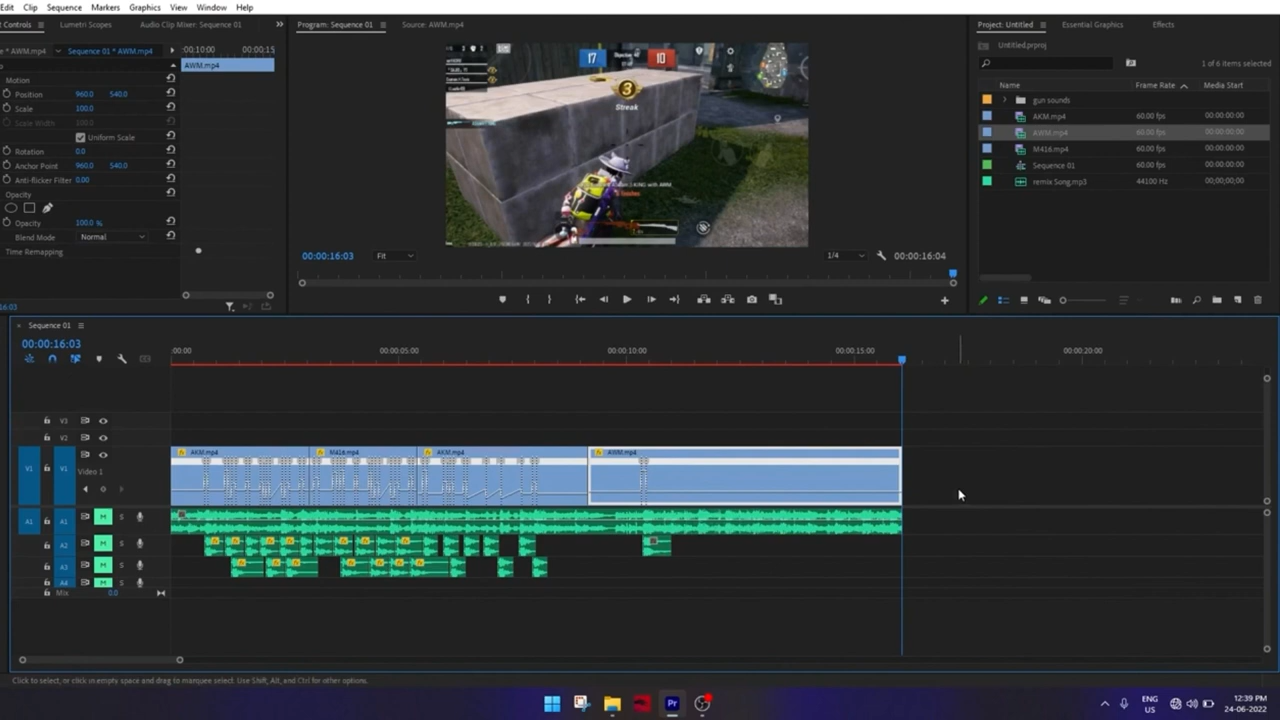 Edit Clip Sequence Markers Graphics View Window Help
Controls Lumetri Scopes Audio Clip Mixer: Sequence 01
Program: Sequence 01 Source: AWM.mp4
Project: Untitled Essential Graphics Effects
* AWM.mp4 Sequence 01 * AWM.mp4 :00:10:00 00:00:15
AWM.mp4
Motion
Position 960.0 540.0
Scale 100.0
Scale Width 100.0
Uniform Scale
Rotation 0.0
Anchor Point 960.0 540.0
Anti-flicker Filter 0.00
Opacity
Opacity 100.0 %
Blend Mode Normal
Time Remapping
16:03
17 10
3
Streak
00:00:16:03 Fit 1/4 00:00:16:04
Untitled.prproj
1 of 6 items selected
Name Frame Rate Media Start
gun sounds
AKM.mp4 60.00 fps 00:00:00:00
AWM.mp4 60.00 fps 00:00:00:00
M416.mp4 60.00 fps 00:00:00:00
Sequence 01 60.00 fps 00:00:00:00
remix Song.mp3 44100 Hz 00;00;00;00
× Sequence 01
00:00:16:03
:00:00 00:00:05:00 00:00:10:00 00:00:15:00 00:00:20:00
V3
V2
V1 V1 Video 1
AKM.mp4 M416.mp4 AKM.mp4 AWM.mp4
A1 A1 M S
A2 M S
A3 M S
A4 M S
Mix 0.0
Click to select, or click in empty space and drag to marquee select. Use Shift, Alt, and Ctrl for other options.
Pr
ENG
US
12:39 PM
24-06-2022